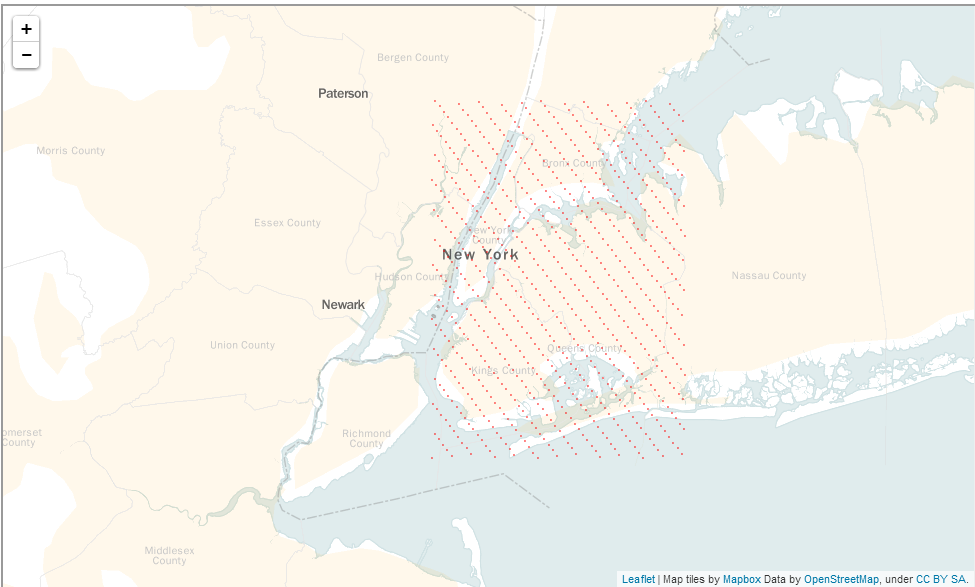 +
−
Bergen County
Paterson
Morris County
Bronx County
Essex County
New York
County
New York
Hudson County
Nassau County
Newark
Union County
Queens County
Kings County
Richmond
County
omerset
County
Middlesex
County
Leaflet | Map tiles by Mapbox Data by OpenStreetMap, under CC BY SA.